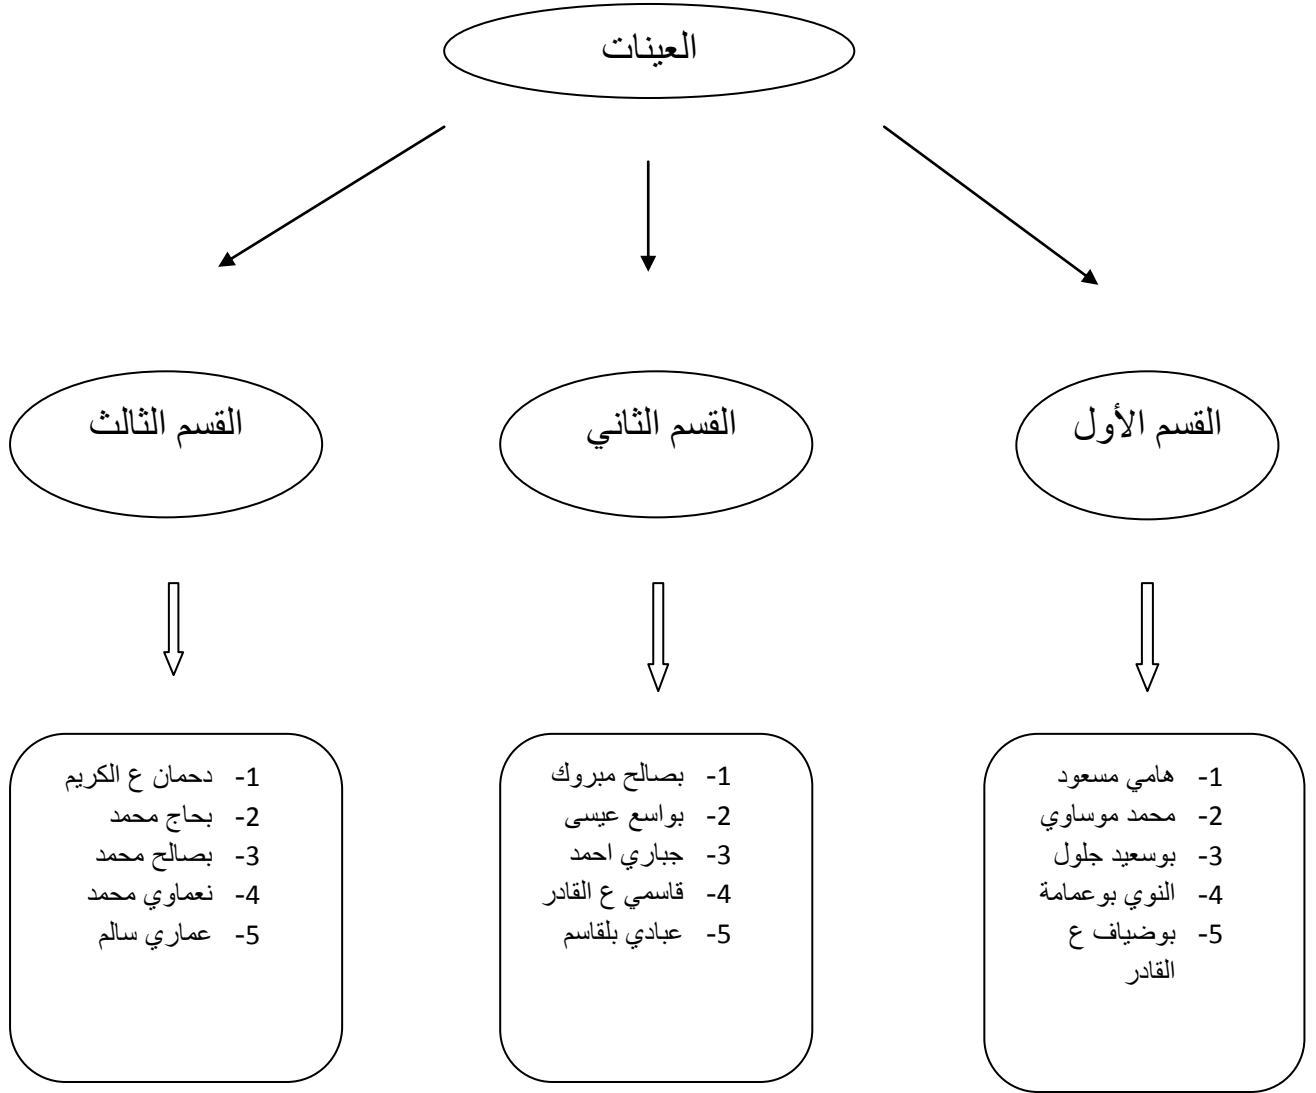 العينات
القسم الأول
القسم الثاني
القسم الثالث
1- هامي مسعود
2- محمد موساوي
3- بوسعيد جلول
4- النوي بوعمامة
5- بوضياف ع
القادر
1- بصالح مبروك
2- بواسع عيسى
3- جباري احمد
4- قاسمي ع القادر
5- عبادي بلقاسم
1- دحمان ع الكريم
2- بحاج محمد
3- بصالح محمد
4- نعماوي محمد
5- عماري سالم